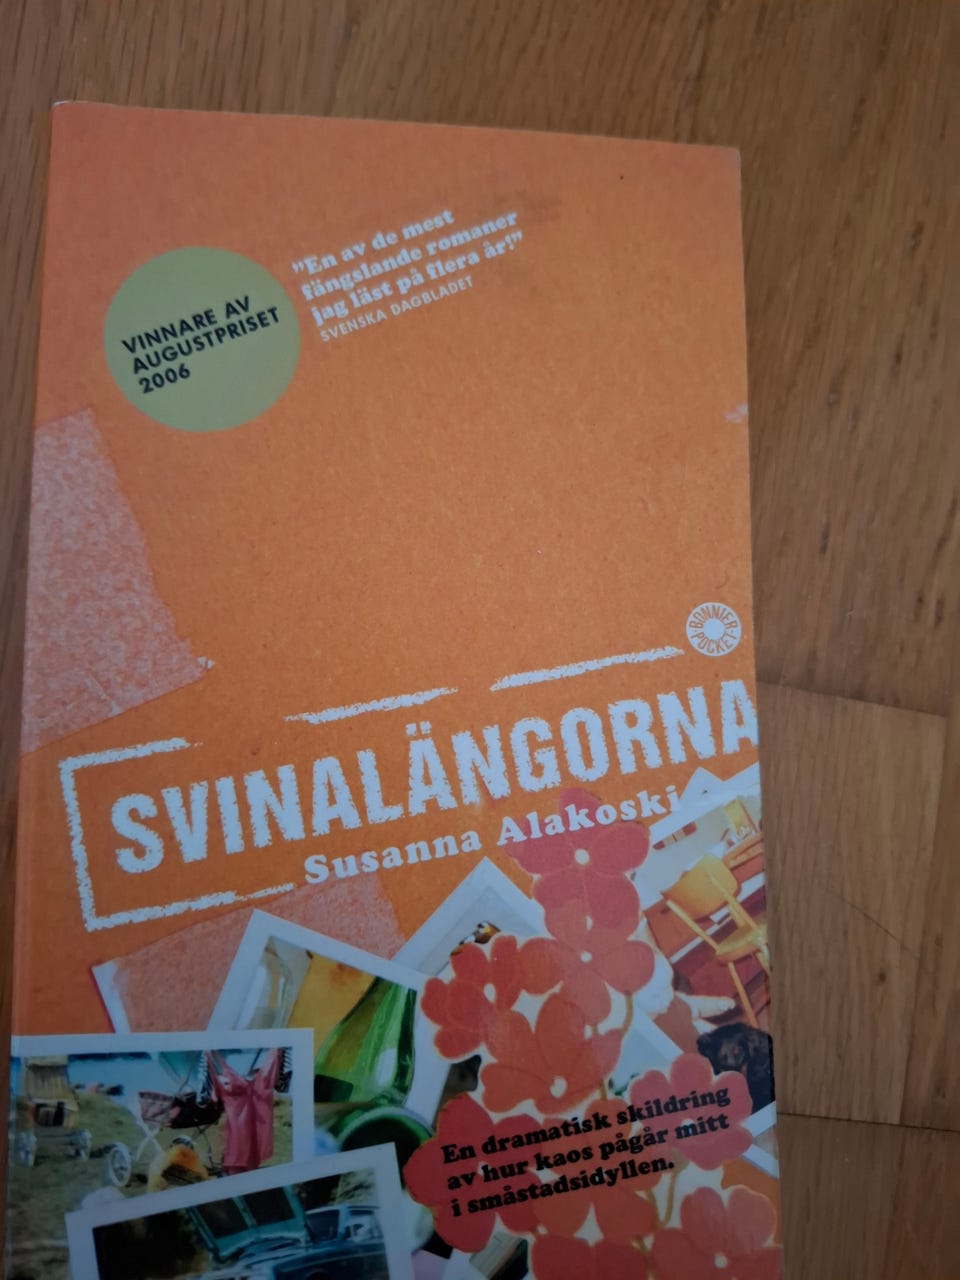 "En av de mest
fängslande romaner
jag läst på flera år!"
SVENSKA DAGBLADET
VINNARE AV
AUGUSTPRISET
2006
BONNIER
POCKET
SVINALÄNGORNA
Susanna Alakoski
En dramatisk skildring
av hur kaos pågår mitt
i småstadsidyllen.